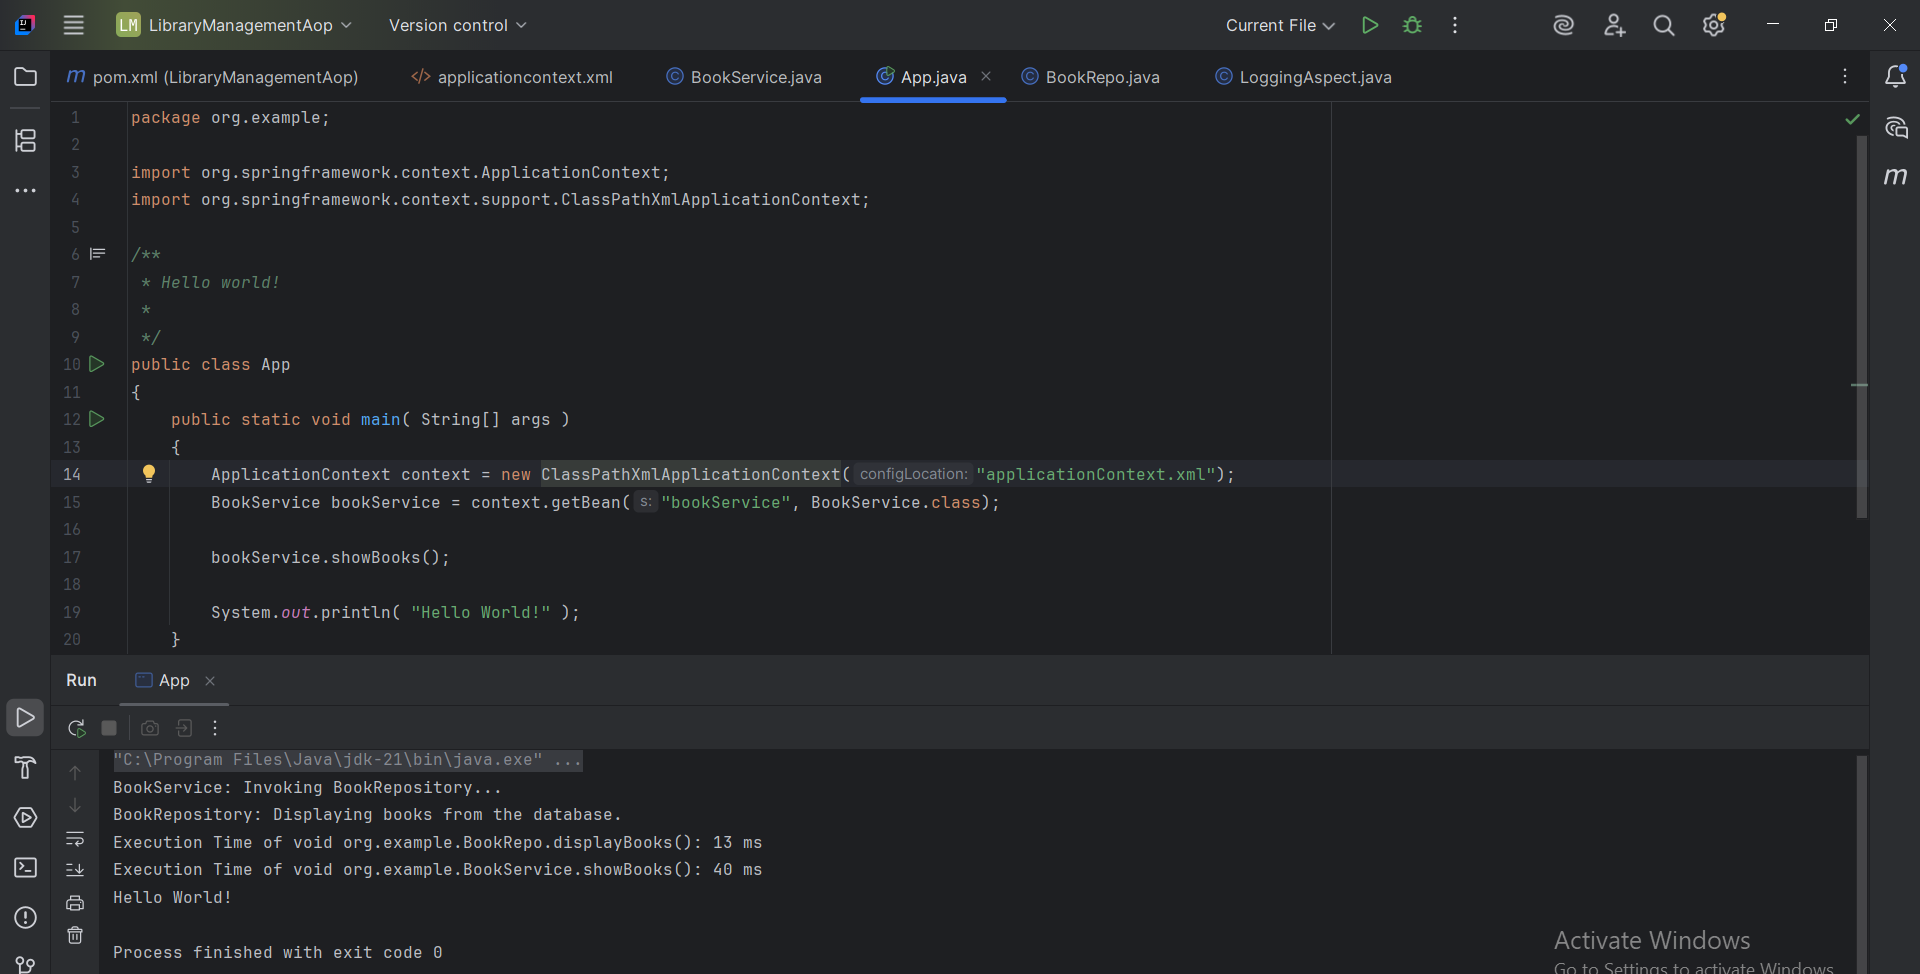 LM LibraryManagementAop Version control Current File
pom.xml (LibraryManagementAop) applicationcontext.xml BookService.java App.java BookRepo.java LoggingAspect.java
1 package org.example;
2
3 import org.springframework.context.ApplicationContext;
4 import org.springframework.context.support.ClassPathXmlApplicationContext;
5
6 /**
7 * Hello world!
8 *
9 */
10 public class App
11 {
12 public static void main( String[] args )
13 {
14 ApplicationContext context = new ClassPathXmlApplicationContext( configLocation: "applicationContext.xml");
15 BookService bookService = context.getBean( s: "bookService", BookService.class);
16
17 bookService.showBooks();
18
19 System.out.println( "Hello World!" );
20 }
Run App
"C:\Program Files\Java\jdk-21\bin\java.exe" ...
BookService: Invoking BookRepository...
BookRepository: Displaying books from the database.
Execution Time of void org.example.BookRepo.displayBooks(): 13 ms
Execution Time of void org.example.BookService.showBooks(): 40 ms
Hello World!
Process finished with exit code 0
Activate Windows
Go to Settings to activate Windows.